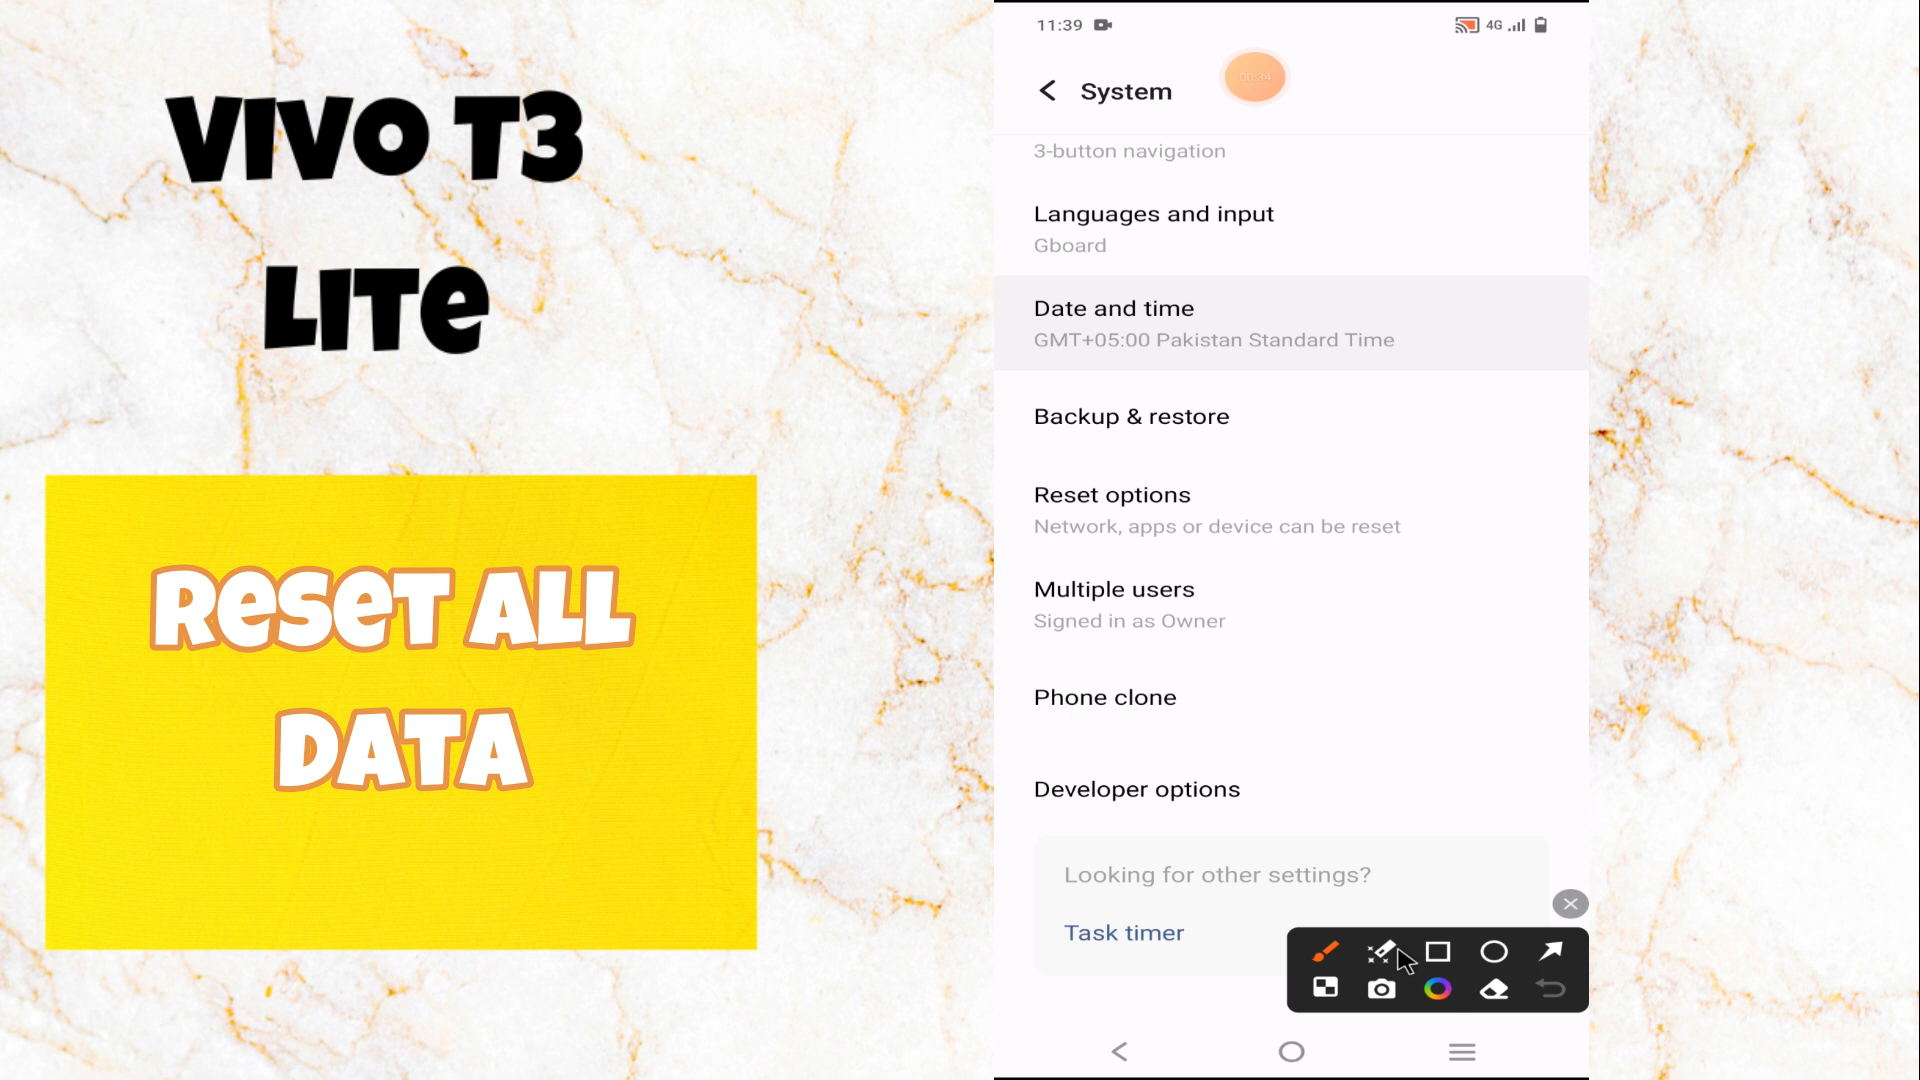 VIVO T3
LITE
RESET ALL
DATA
11:39
4G
00:34
System
3-button navigation
Languages and input
Gboard
Date and time
GMT+05:00 Pakistan Standard Time
Backup & restore
Reset options
Network, apps or device can be reset
Multiple users
Signed in as Owner
Phone clone
Developer options
Looking for other settings?
Task timer